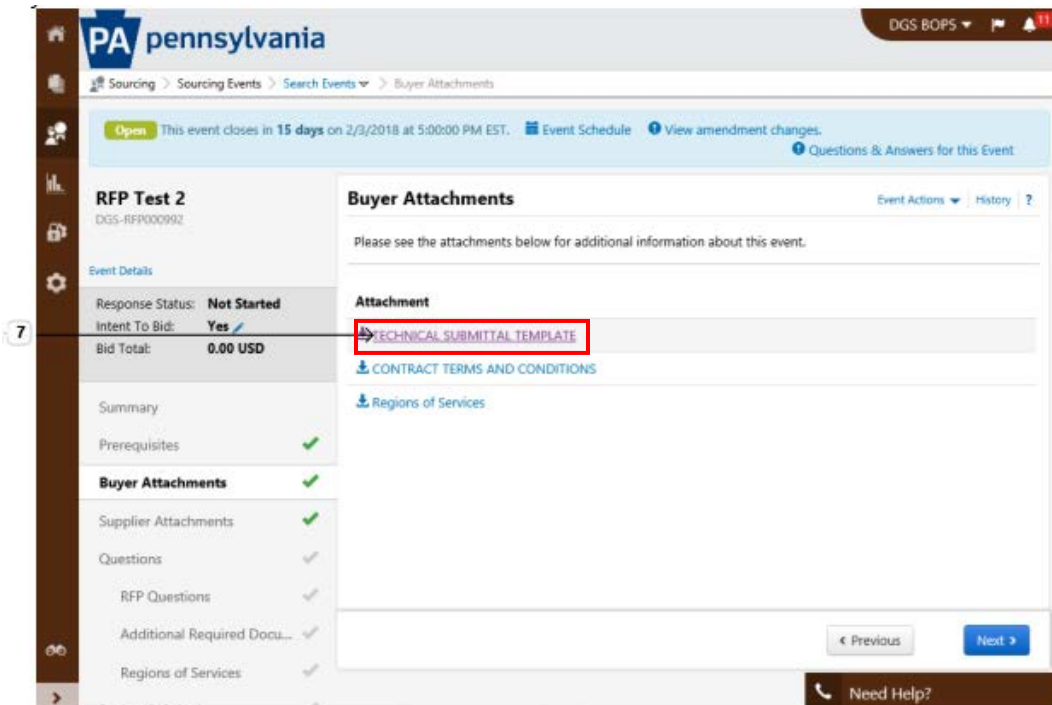 PA pennsylvania
DGS BOPS
11
Sourcing > Sourcing Events > Search Events > Buyer Attachments
Open This event closes in 15 days on 2/3/2018 at 5:00:00 PM EST. Event Schedule View amendment changes.
Questions & Answers for this Event
RFP Test 2
DGS-RFP000992
Event Details
Response Status: Not Started
Intent To Bid: Yes
Bid Total: 0.00 USD
7
Summary
Prerequisites
Buyer Attachments
Supplier Attachments
Questions
RFP Questions
Additional Required Docu...
Regions of Services
Buyer Attachments
Event Actions History ?
Please see the attachments below for additional information about this event.
Attachment
TECHNICAL SUBMITTAL TEMPLATE
CONTRACT TERMS AND CONDITIONS
Regions of Services
< Previous
Next >
Need Help?